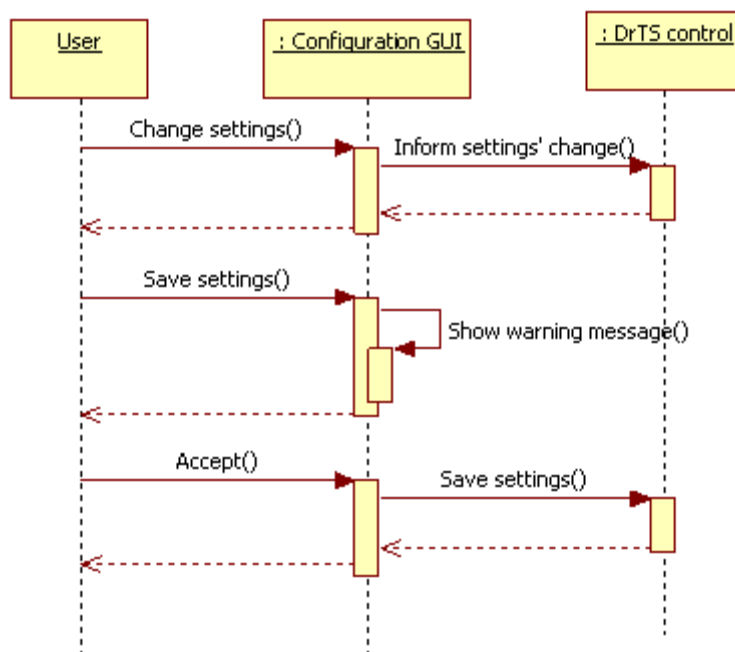 User
: Configuration GUI
: DrTS control
Change settings()
Inform settings' change()
Save settings()
Show warning message()
Accept()
Save settings()